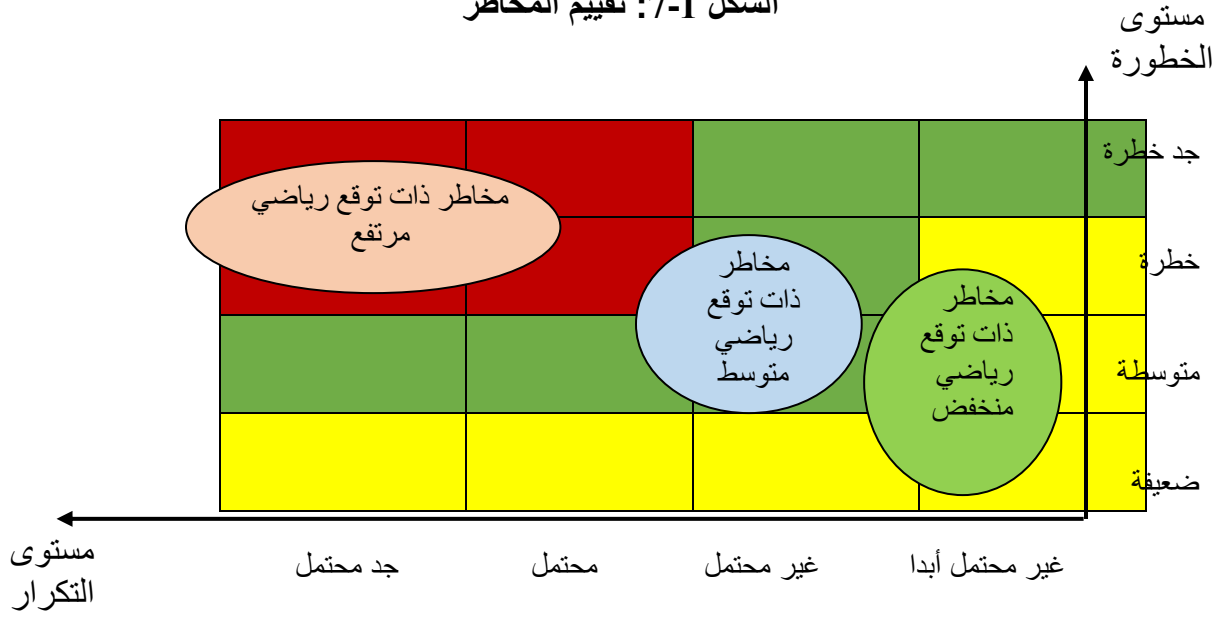 الشكل 1-7: تقييم المخاطر
مستوى
الخطورة
جد خطرة
مخاطر ذات توقع رياضي
مرتفع
خطرة
مخاطر
ذات توقع
رياضي
متوسط
مخاطر
ذات توقع
رياضي
منخفض
متوسطة
ضعيفة
غير محتمل أبدا
غير محتمل
محتمل
جد محتمل
مستوى
التكرار